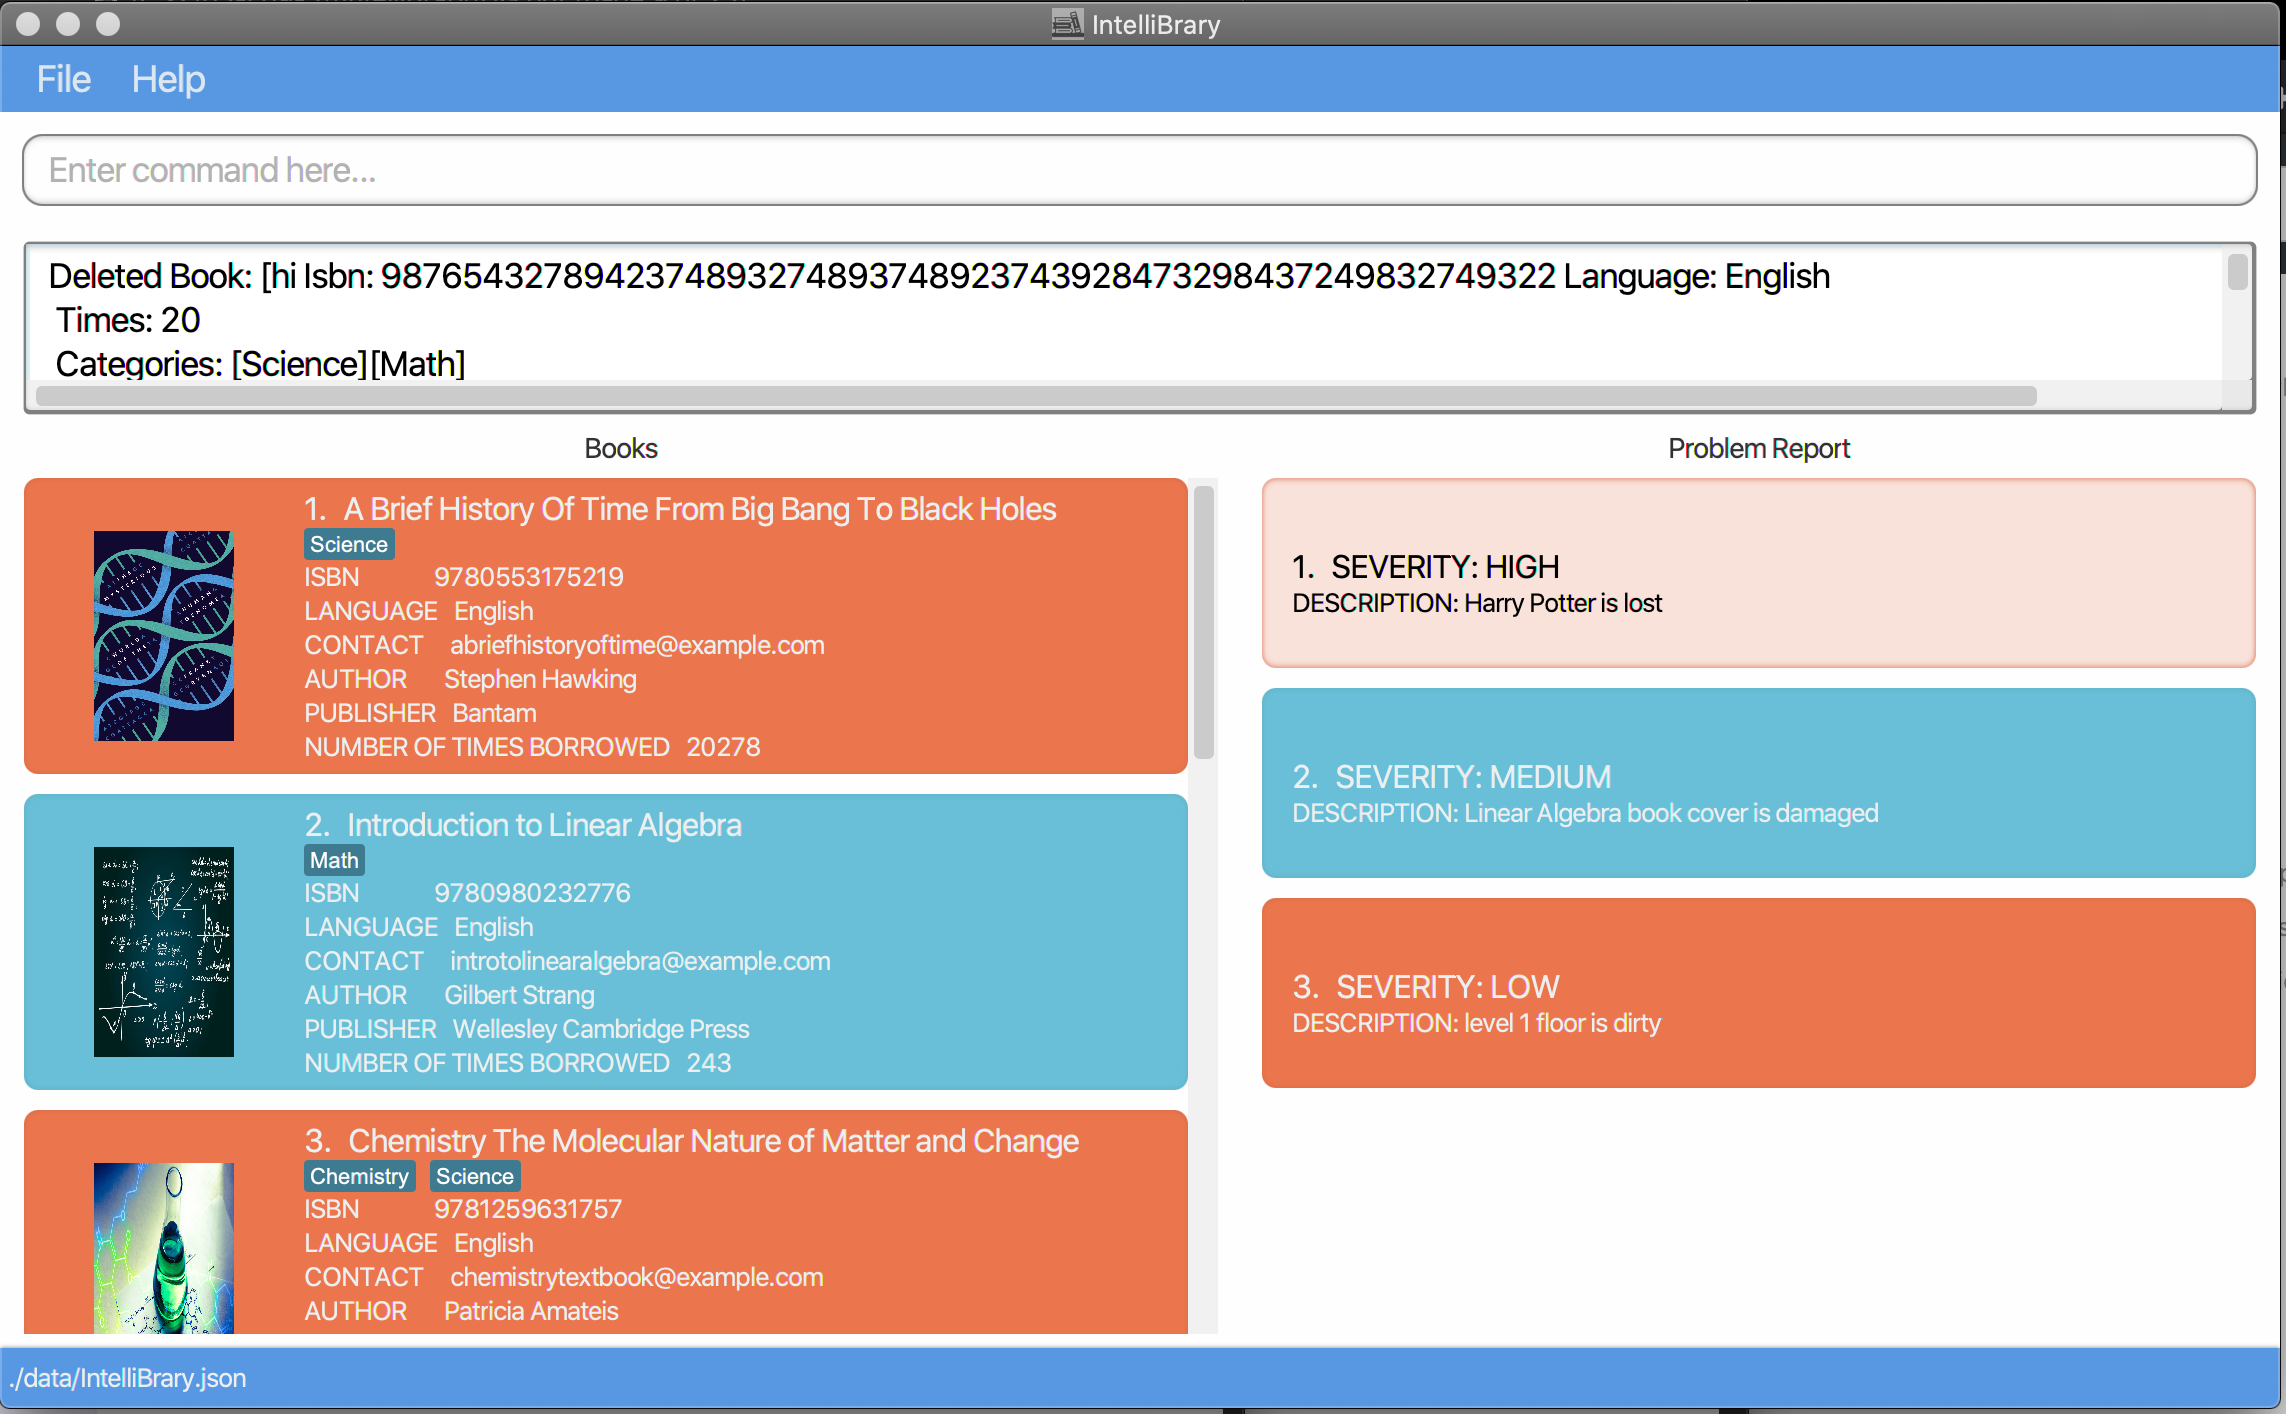 IntelliBrary
File Help
Enter command here...
Deleted Book: [hi Isbn: 98765432789423748932748937489237439284732984372498327493​22 Language: English
Times: 20
Categories: [Science][Math]
Books
1. A Brief History Of Time From Big Bang To Black Holes
Science
ISBN 9780553175219
LANGUAGE English
CONTACT abriefhistoryoftime@example.com
AUTHOR Stephen Hawking
PUBLISHER Bantam
NUMBER OF TIMES BORROWED 20278
2. Introduction to Linear Algebra
Math
ISBN 9780980232776
LANGUAGE English
CONTACT introtolinearalgebra@example.com
AUTHOR Gilbert Strang
PUBLISHER Wellesley Cambridge Press
NUMBER OF TIMES BORROWED 243
3. Chemistry The Molecular Nature of Matter and Change
Chemistry Science
ISBN 9781259631757
LANGUAGE English
CONTACT chemistrytextbook@example.com
AUTHOR Patricia Amateis
Problem Report
1. SEVERITY: HIGH
DESCRIPTION: Harry Potter is lost
2. SEVERITY: MEDIUM
DESCRIPTION: Linear Algebra book cover is damaged
3. SEVERITY: LOW
DESCRIPTION: level 1 floor is dirty
./data/IntelliBrary.json